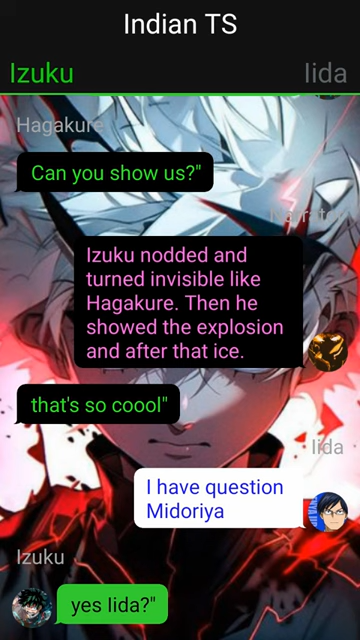 Indian TS
Izuku
Iida
Hagakure
Can you show us?"
Narrator
Izuku nodded and
turned invisible like
Hagakure. Then he
showed the explosion
and after that ice.
that's so coool"
Iida
I have question
Midoriya
Izuku
yes Iida?"